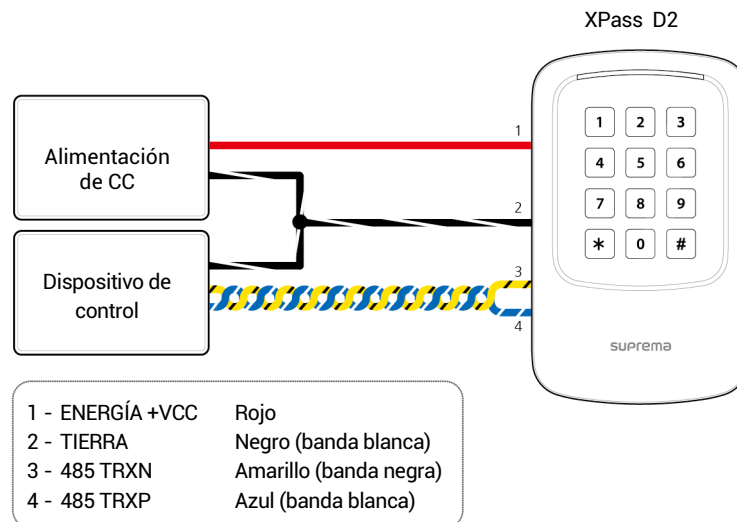 XPass D2
Alimentación
de CC
1
2
Dispositivo de
control
3
4
1 2 3
4 5 6
7 8 9
* 0 #
suprema
1 - ENERGÍA +VCC Rojo
2 - TIERRA Negro (banda blanca)
3 - 485 TRXN Amarillo (banda negra)
4 - 485 TRXP Azul (banda blanca)